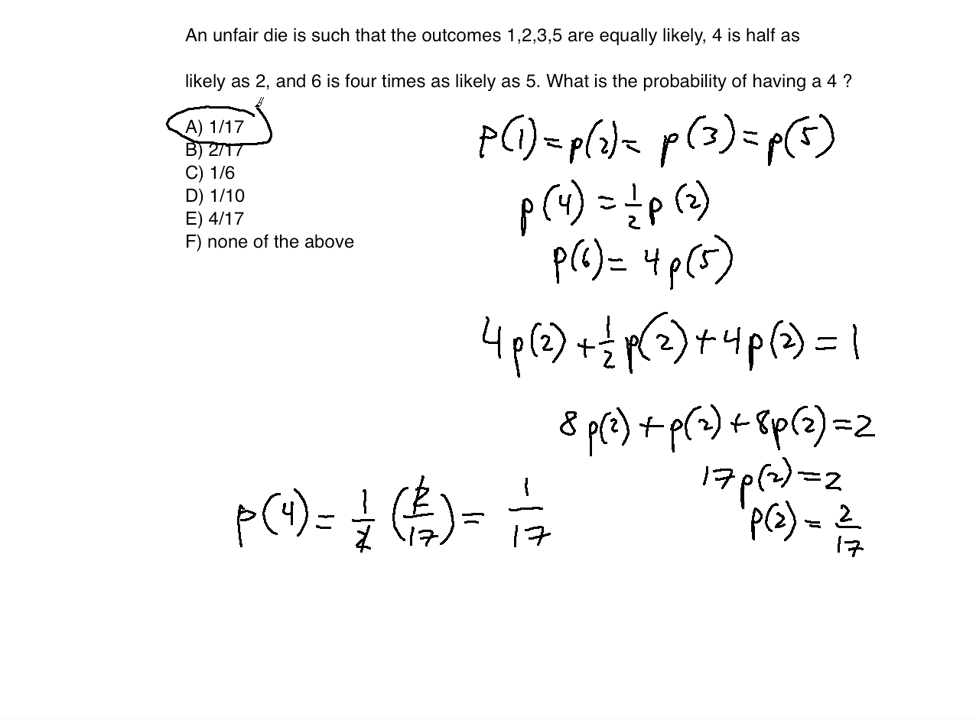 An unfair die is such that the outcomes 1,2,3,5 are equally likely, 4 is half as
likely as 2, and 6 is four times as likely as 5. What is the probability of having a 4 ?
A) 1/17
B) 2/17
C) 1/6
D) 1/10
E) 4/17
F) none of the above
P(1)=p(2)= p(3)=p(5)
p(4) = 1/2 p(2)
P(6)= 4p(5)
4p(2) + 1/2 p(2) + 4p(2) = 1
8p(2) + p(2) + 8p(2) = 2
17p(2) = 2
P(2) = 2/17
p(4) = 1/2 (2/17) = 1/17